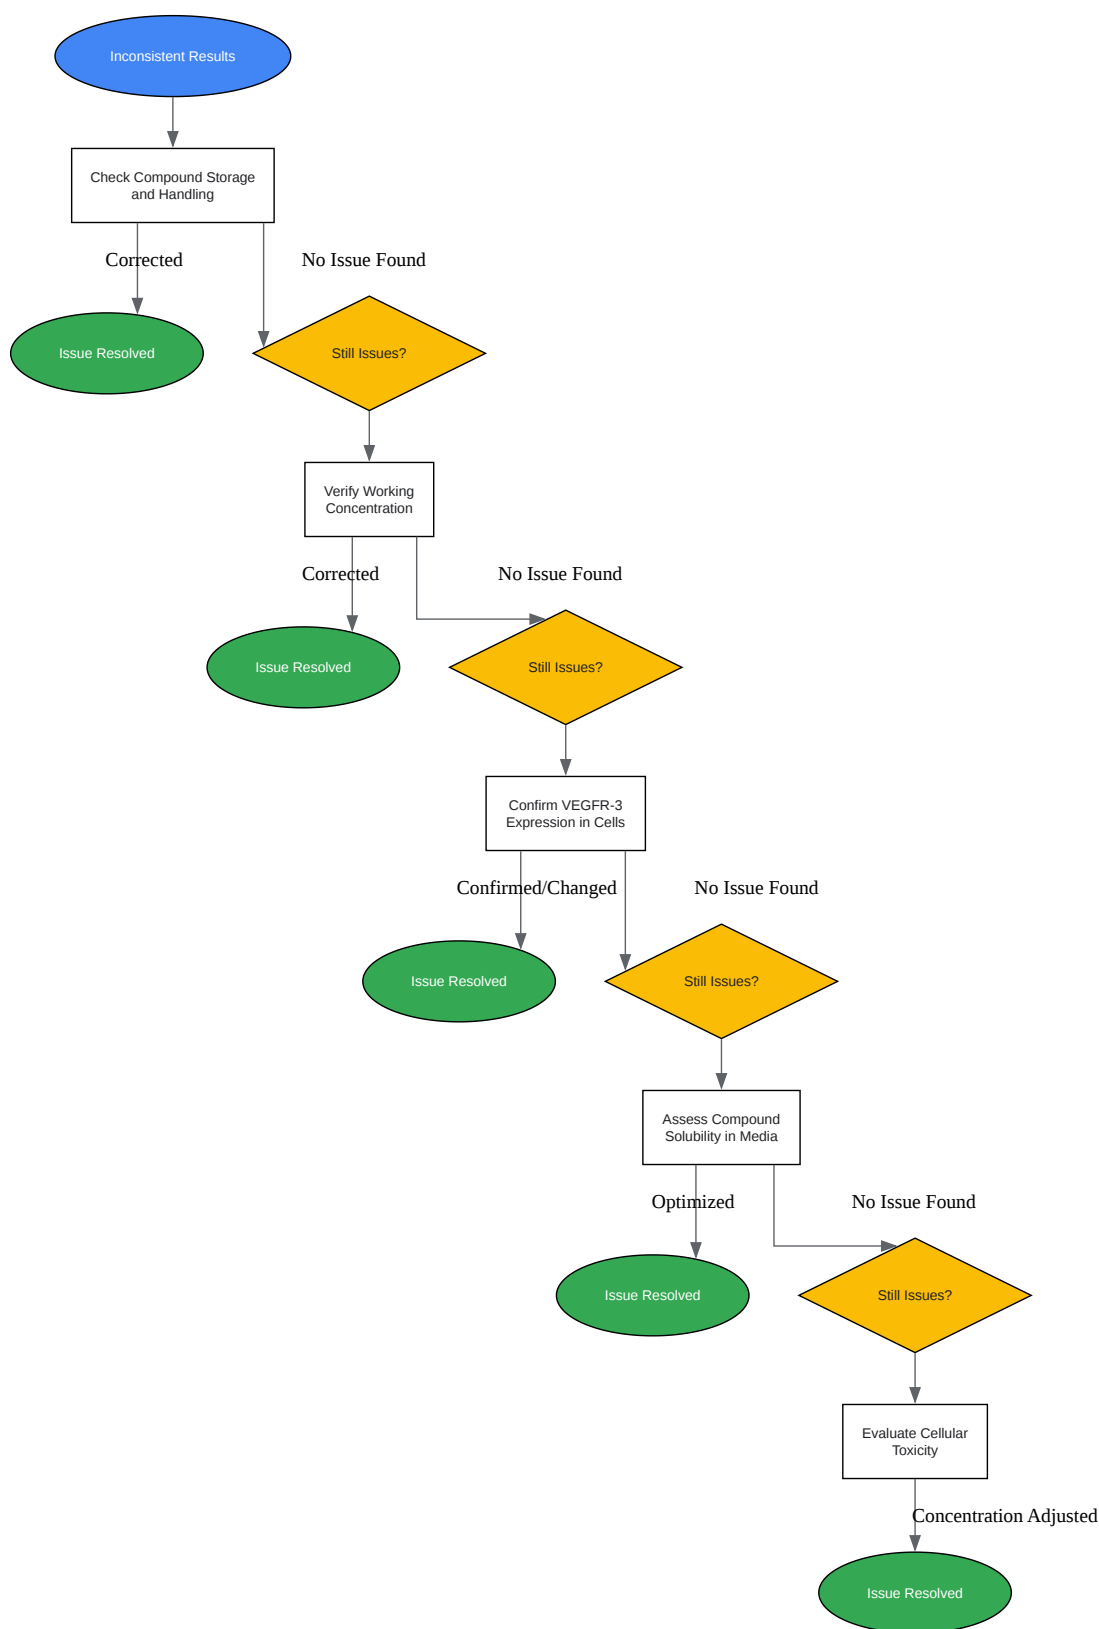 Inconsistent Results
Check Compound Storage
and Handling
Corrected
No Issue Found
Issue Resolved
Still Issues?
Verify Working
Concentration
Corrected
No Issue Found
Issue Resolved
Still Issues?
Confirm VEGFR-3
Expression in Cells
Confirmed/Changed
No Issue Found
Issue Resolved
Still Issues?
Assess Compound
Solubility in Media
Optimized
No Issue Found
Issue Resolved
Still Issues?
Evaluate Cellular
Toxicity
Concentration Adjusted
Issue Resolved